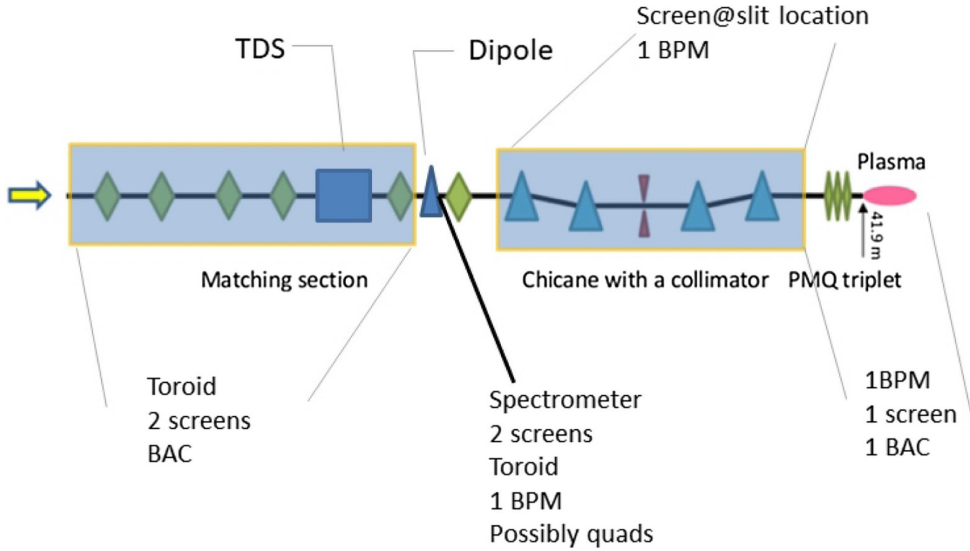 Screen@slit location
1 BPM
TDS
Dipole
Plasma
41.9 m
Matching section
Chicane with a collimator
PMQ triplet
Toroid
2 screens
BAC
Spectrometer
2 screens
Toroid
1 BPM
Possibly quads
1BPM
1 screen
1 BAC